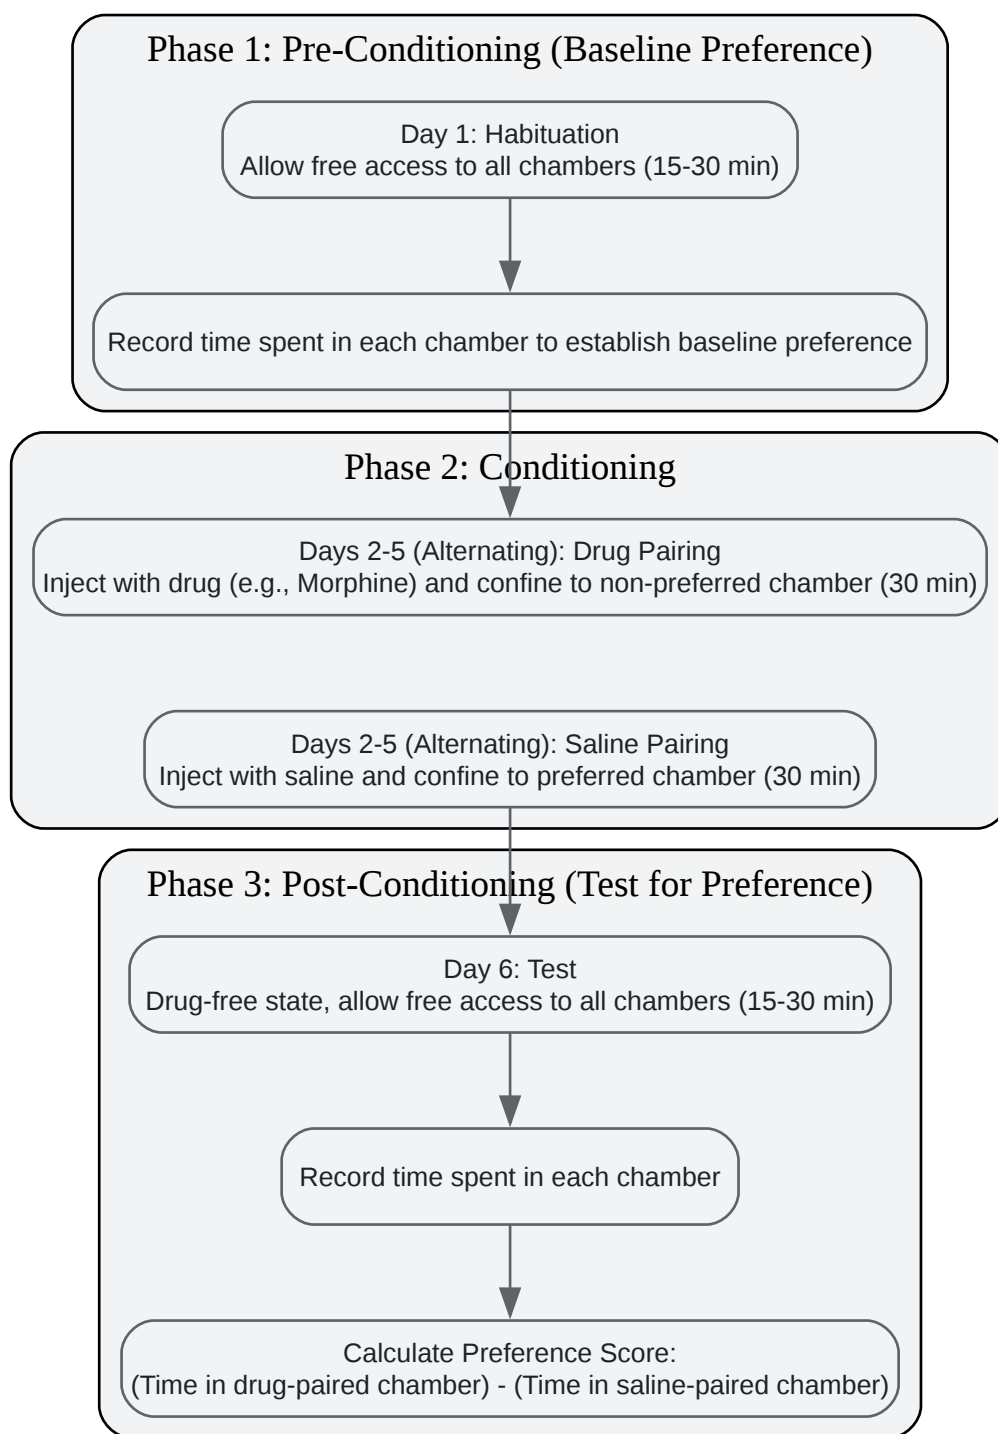 Phase 1: Pre-Conditioning (Baseline Preference)
Day 1: Habituation
Allow free access to all chambers (15-30 min)
Record time spent in each chamber to establish baseline preference
Phase 2: Conditioning
Days 2-5 (Alternating): Drug Pairing
Inject with drug (e.g., Morphine) and confine to non-preferred chamber (30 min)
Days 2-5 (Alternating): Saline Pairing
Inject with saline and confine to preferred chamber (30 min)
Phase 3: Post-Conditioning (Test for Preference)
Day 6: Test
Drug-free state, allow free access to all chambers (15-30 min)
Record time spent in each chamber
Calculate Preference Score:
(Time in drug-paired chamber) - (Time in saline-paired chamber)